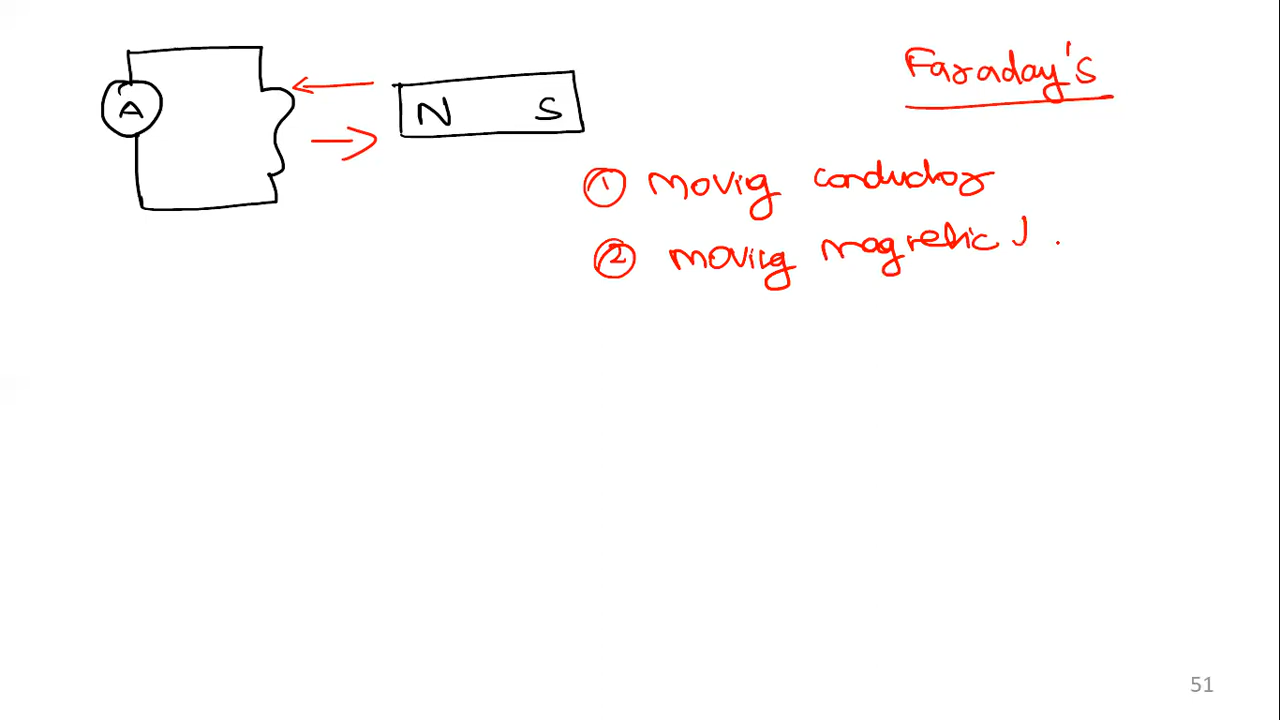 Faraday's
A
N S
① moving conductor
② moving magnetic
51